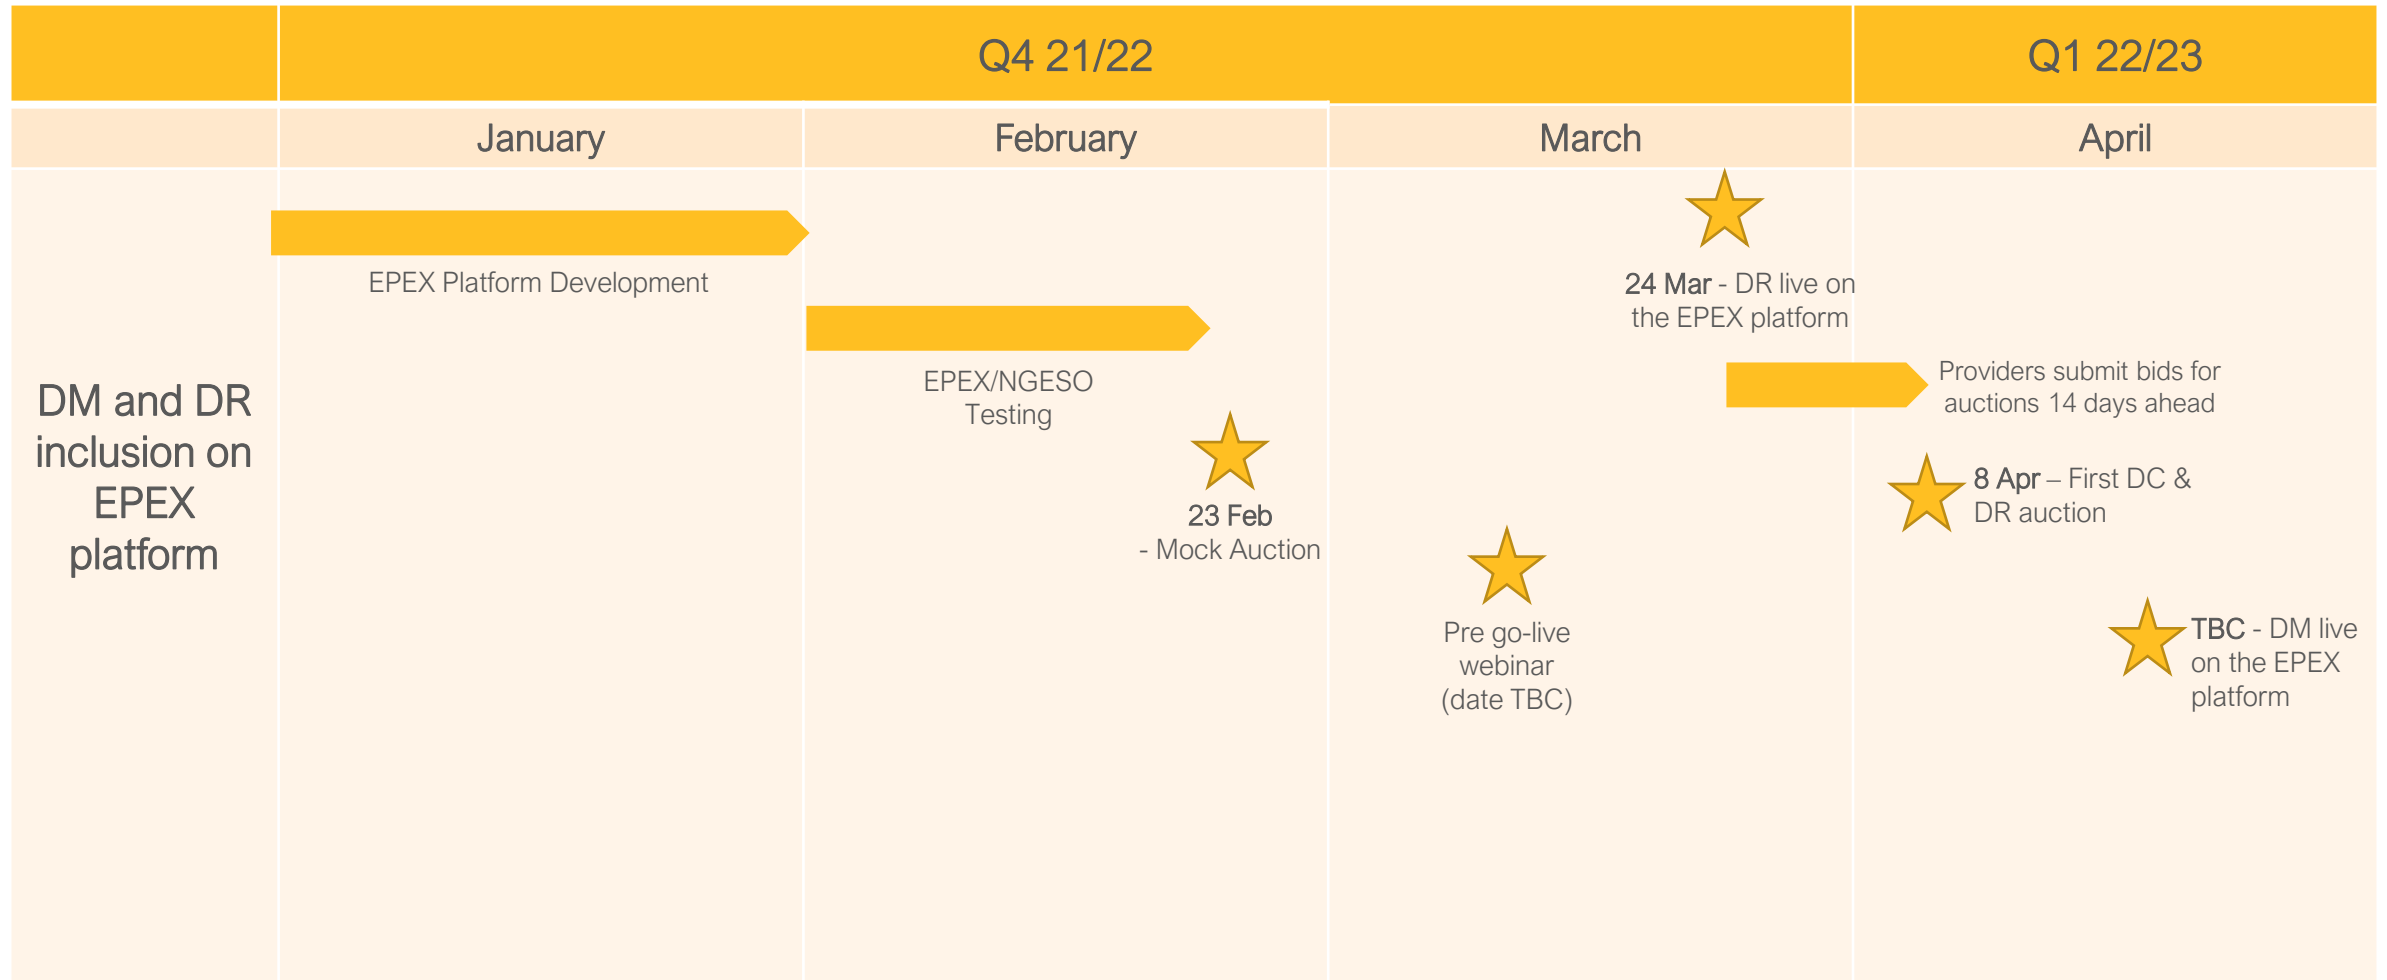 Q4 21/22
Q1 22/23
January
February
March
April
DM and DR
inclusion on
EPEX
platform
EPEX Platform Development
EPEX/NGESO
Testing
23 Feb
- Mock Auction
Pre go-live
webinar
(date TBC)
24 Mar - DR live on
the EPEX platform
Providers submit bids for
auctions 14 days ahead
8 Apr – First DC &
DR auction
TBC - DM live
on the EPEX
platform